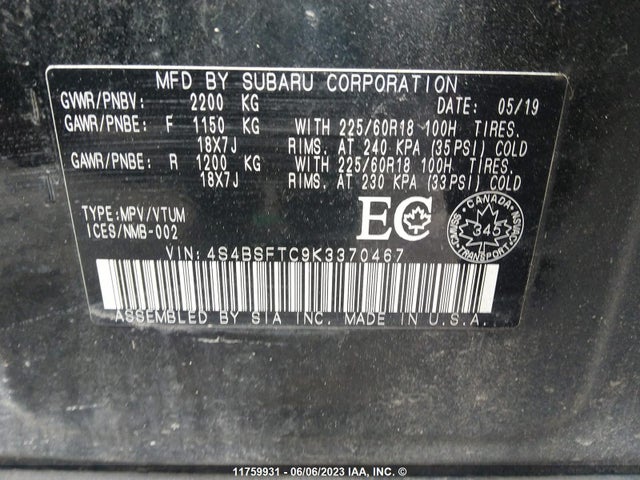 MFD BY SUBARU CORPORATION
GVWR/PNBV: 2200 KG DATE: 05/19
GAWR/PNBE: F 1150 KG WITH 225/60R18 100H TIRES.
18X7J RIMS. AT 240 KPA (35PSI) COLD
GAWR/PNBE: R 1200 KG WITH 225/60R18 100H TIRES.
18X7J RIMS. AT 230 KPA (33PSI) COLD
TYPE:MPV/VTUM
ICES/NMB-002
EC
CANADA
345
TRANSPORT
CMVSS
NSVAC
VIN: 4S4BSFTC9K3370467
ASSEMBLED BY SIA INC. MADE IN U.S.A.
11759931 - 06/06/2023 IAA, INC. ©